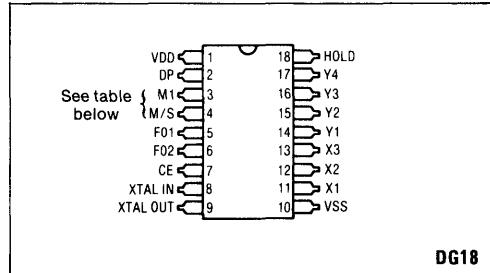 VDD 1 18 HOLD
DP 2 17 Y4
See table below { M1 3 16 Y3
M/S 4 15 Y2
F01 5 14 Y1
F02 6 13 X3
CE 7 12 X2
XTAL IN 8 11 X1
XTAL OUT 9 10 VSS
DG18